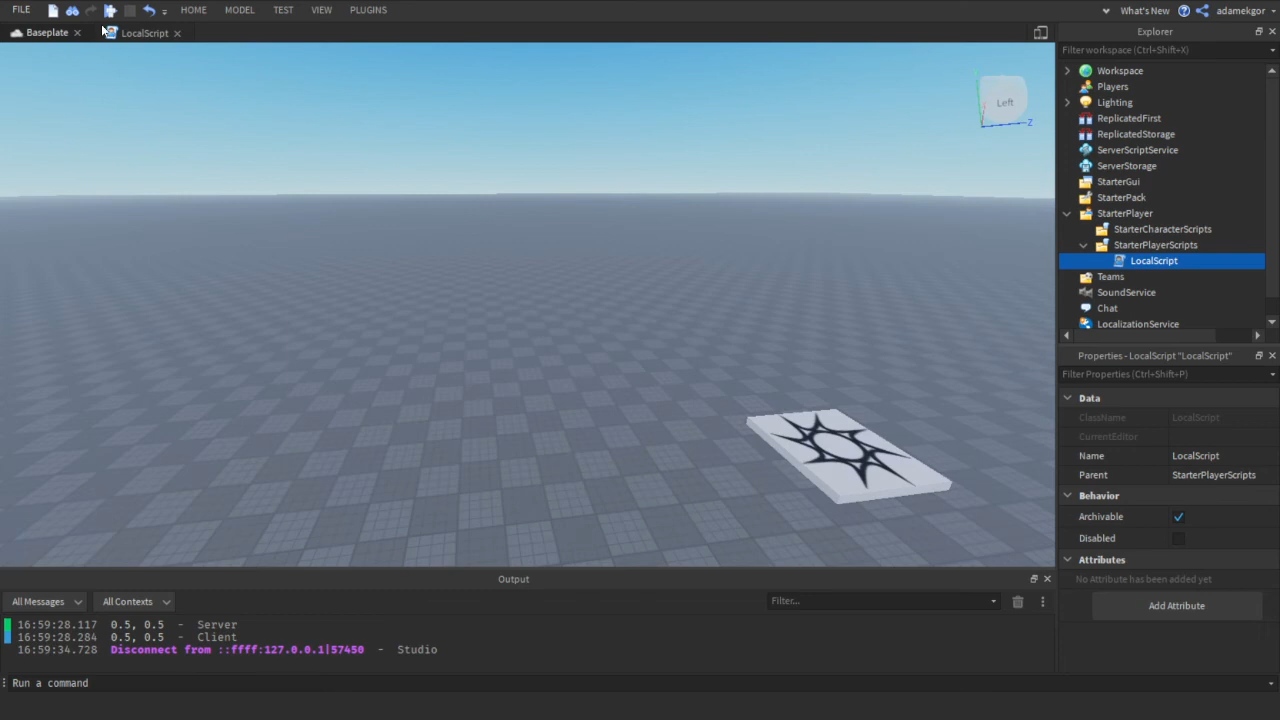 FILE HOME MODEL TEST VIEW PLUGINS What's New adamekgor
Baseplate LocalScript
Left
Z
Explorer
Filter workspace (Ctrl+Shift+X)
Workspace
Players
Lighting
ReplicatedFirst
ReplicatedStorage
ServerScriptService
ServerStorage
StarterGui
StarterPack
StarterPlayer
StarterCharacterScripts
StarterPlayerScripts
LocalScript
Teams
SoundService
Chat
LocalizationService
Properties - LocalScript "LocalScript"
Filter Properties (Ctrl+Shift+P)
Data
ClassName LocalScript
CurrentEditor
Name LocalScript
Parent StarterPlayerScripts
Behavior
Archivable
Disabled
Attributes
No Attribute has been added yet
Add Attribute
Output
All Messages All Contexts Filter...
16:59:28.117 0.5, 0.5 - Server
16:59:28.284 0.5, 0.5 - Client
16:59:34.728 Disconnect from ::ffff:127.0.0.1|57450 - Studio
Run a command